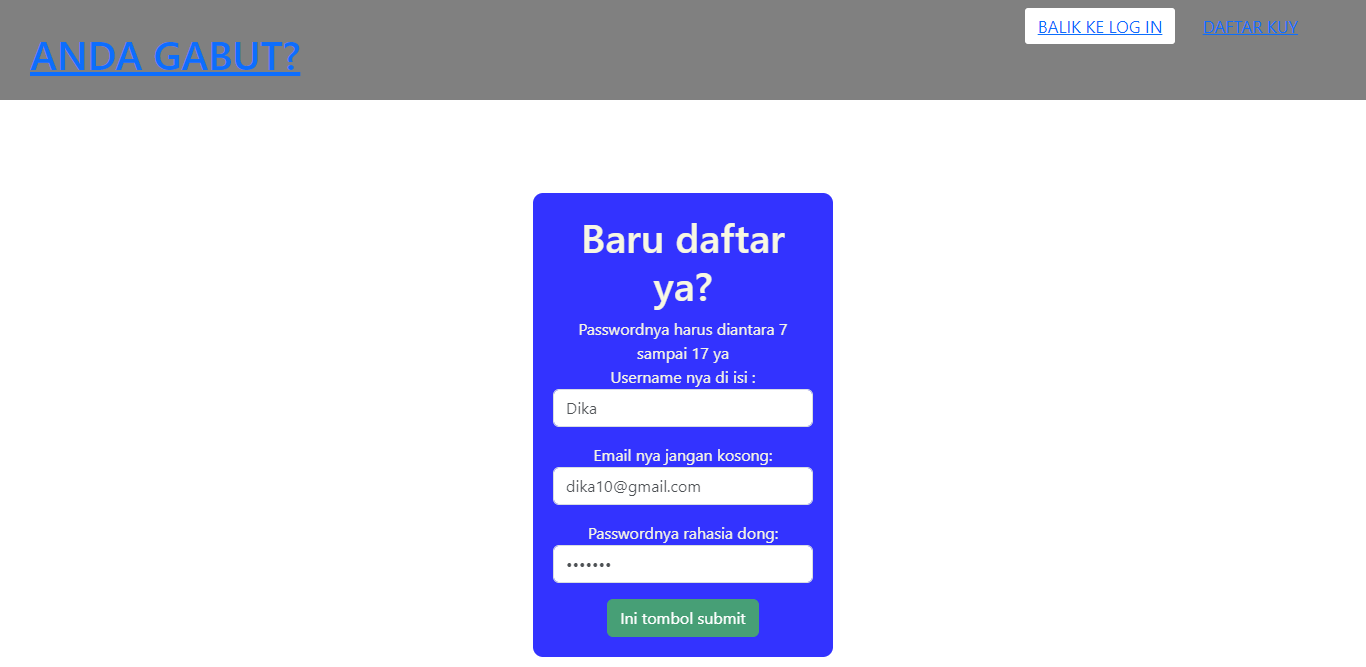 ANDA GABUT?
BALIK KE LOG IN
DAFTAR KUY
Baru daftar
ya?
Passwordnya harus diantara 7
sampai 17 ya
Username nya di isi :
Dika
Email nya jangan kosong:
dika10@gmail.com
Passwordnya rahasia dong:
•••••••
Ini tombol submit